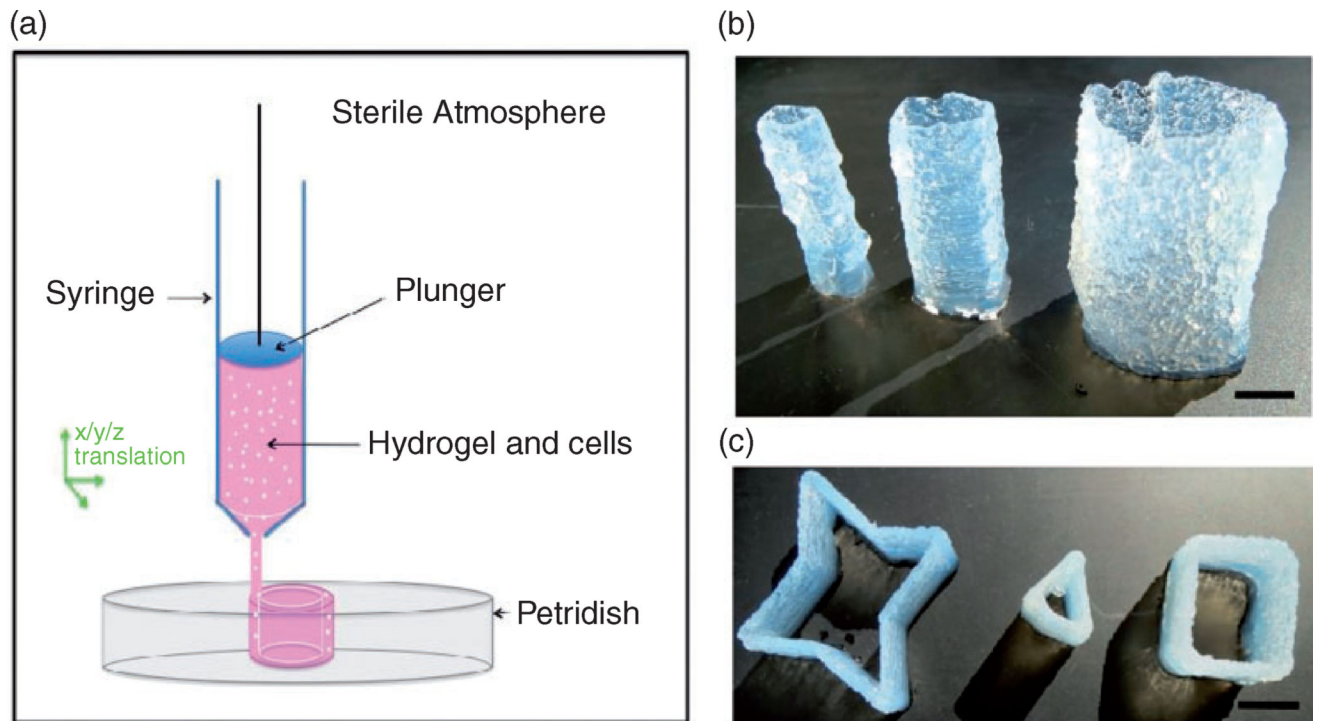 (a)
Sterile Atmosphere
Syringe
Plunger
x/y/z
translation
Hydrogel and cells
Petridish
(b)
(c)